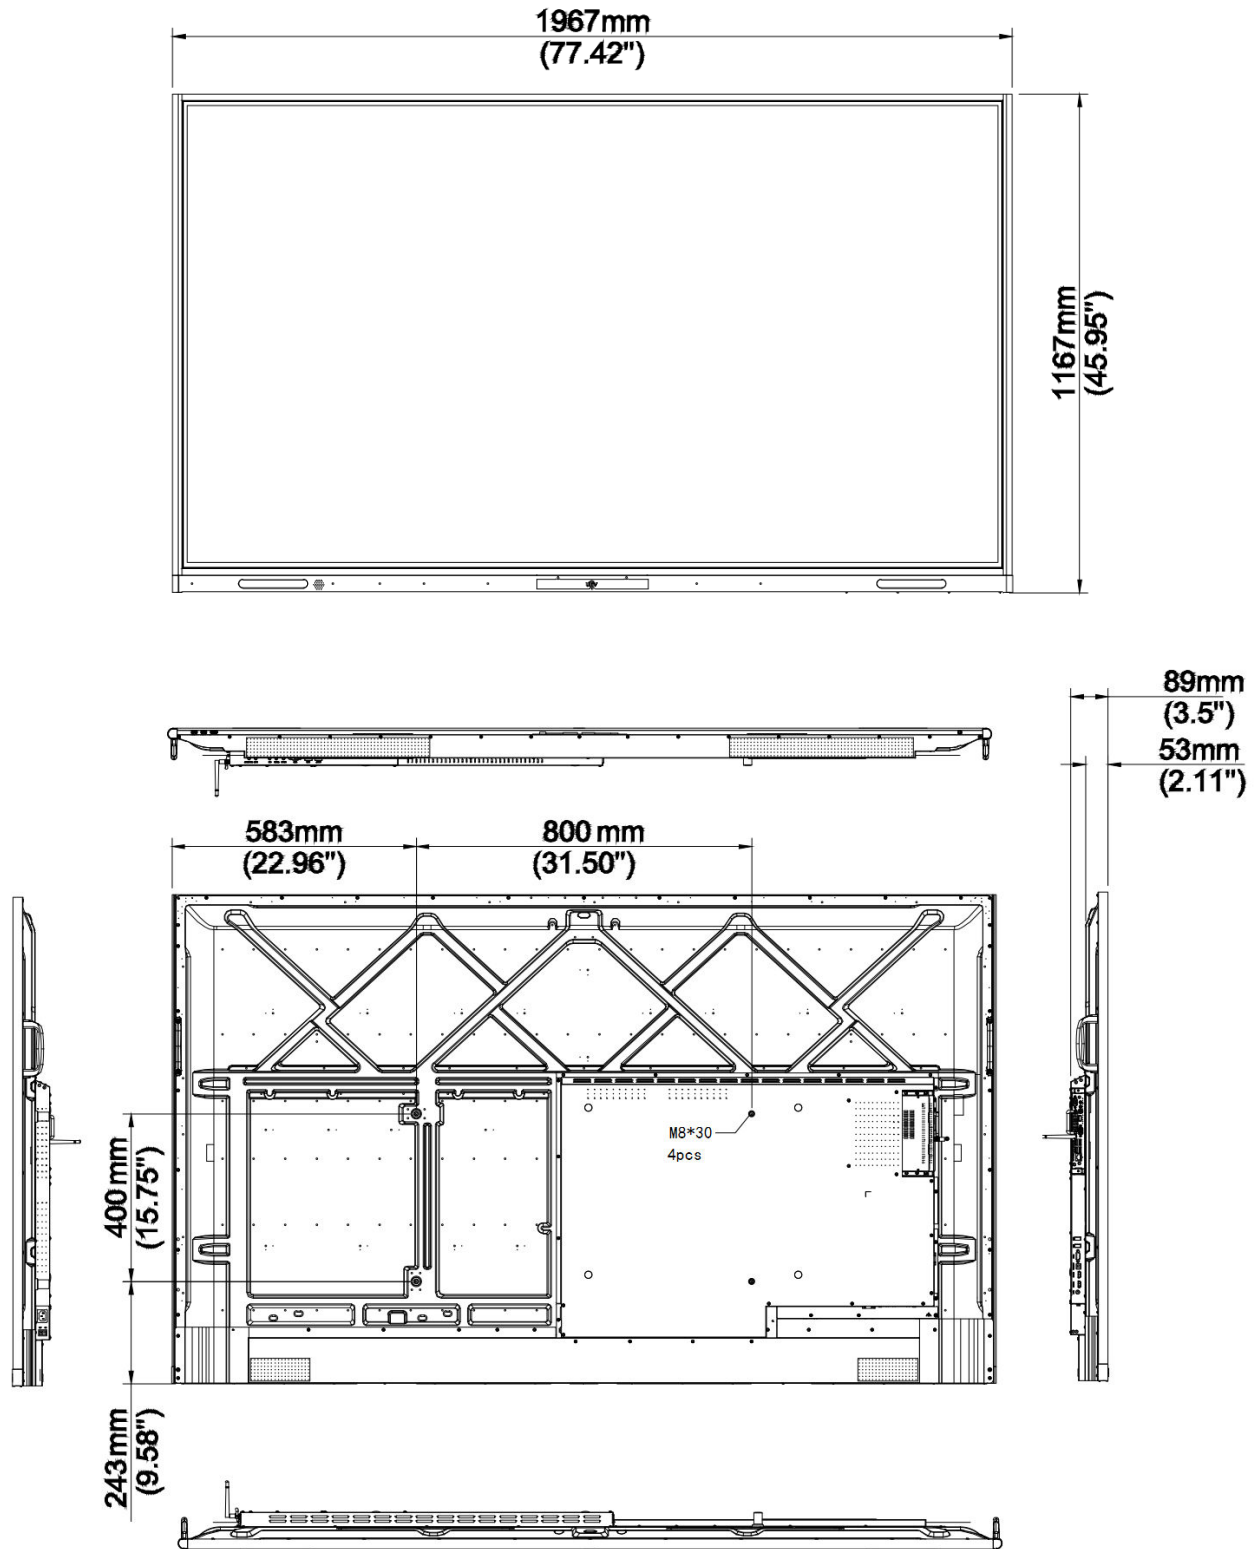 1967mm
(77.42")
1167mm
(45.95")
89mm
(3.5")
53mm
(2.11")
583mm
(22.96")
800 mm
(31.50")
M8*30
4pcs
400mm
(15.75")
243mm
(9.58")